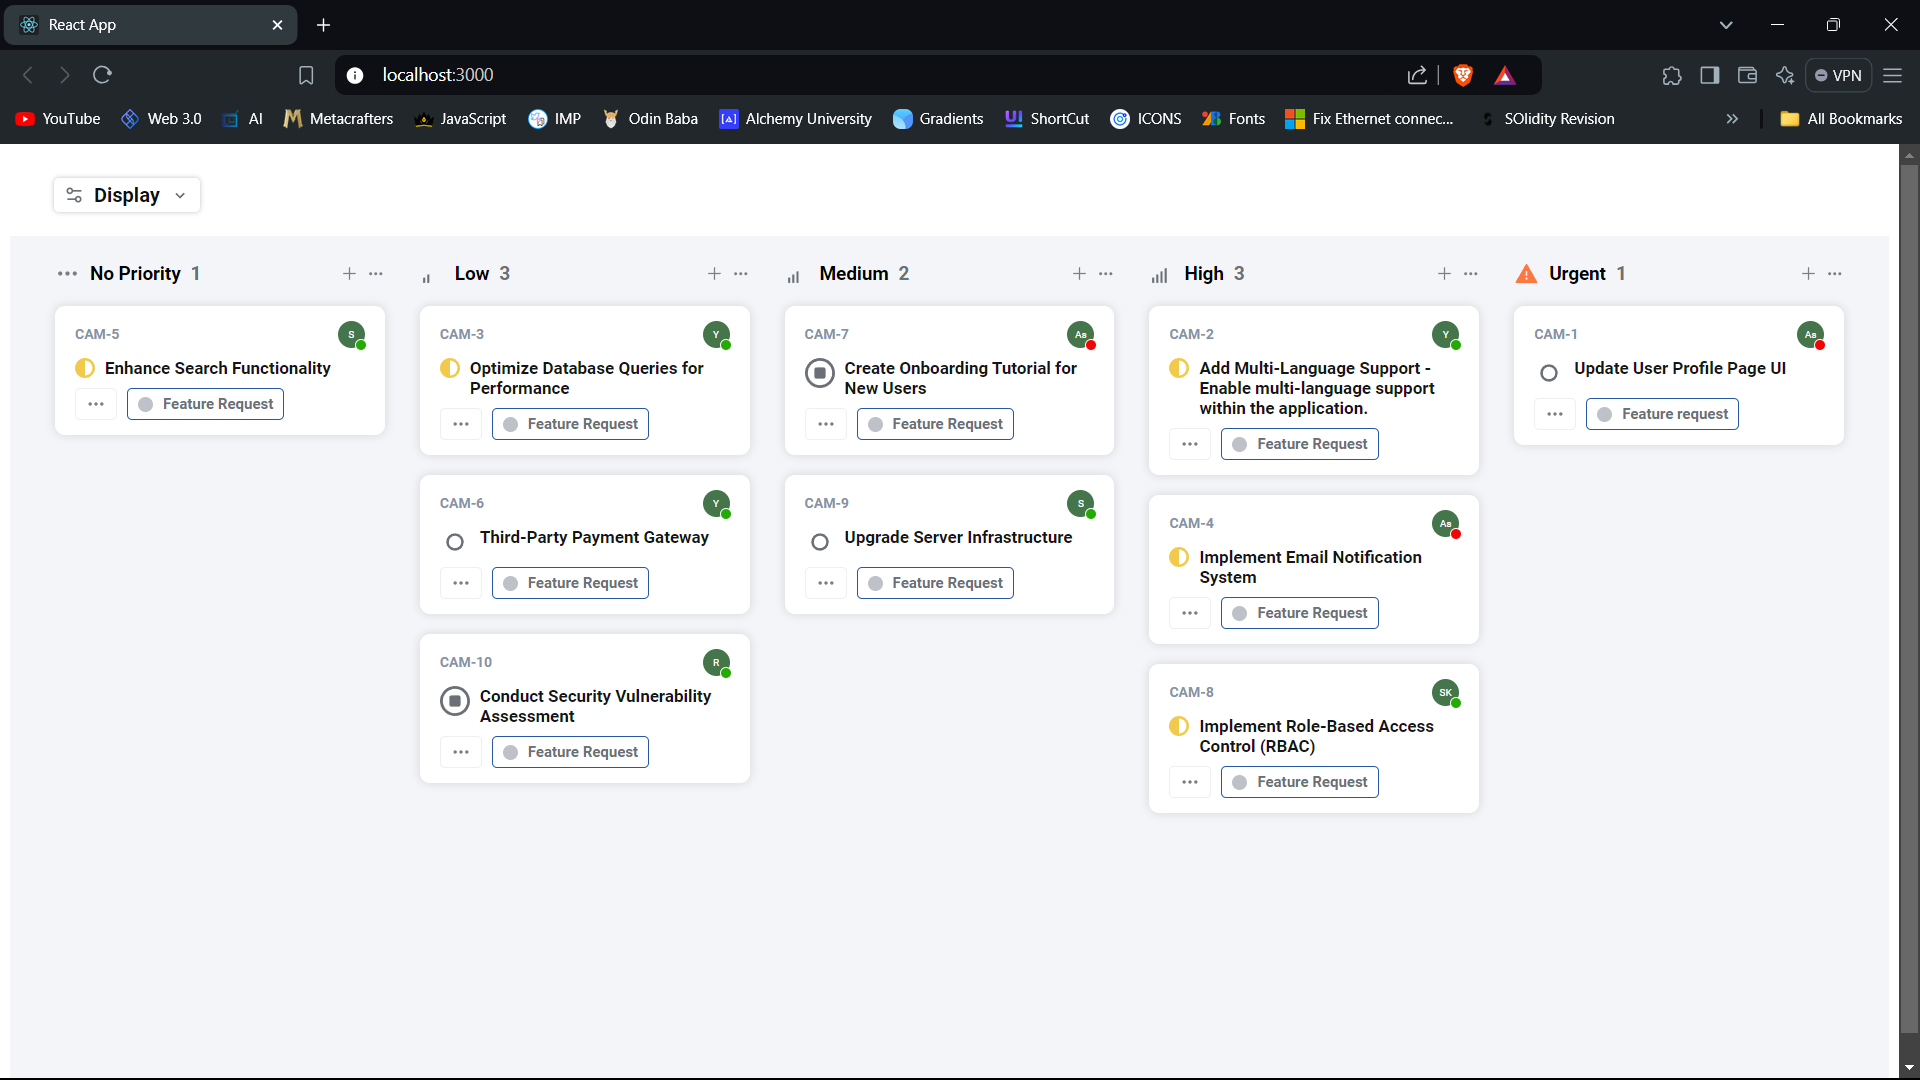 React App
localhost:3000
VPN
YouTube Web 3.0 AI Metacrafters JavaScript IMP Odin Baba Alchemy University Gradients ShortCut ICONS Fonts Fix Ethernet connec... SOlidity Revision All Bookmarks
Display
No Priority 1
CAM-5
S
Enhance Search Functionality
Feature Request
Low 3
CAM-3
Y
Optimize Database Queries for
Performance
Feature Request
CAM-6
Y
Third-Party Payment Gateway
Feature Request
CAM-10
R
Conduct Security Vulnerability
Assessment
Feature Request
Medium 2
CAM-7
As
Create Onboarding Tutorial for
New Users
Feature Request
CAM-9
S
Upgrade Server Infrastructure
Feature Request
High 3
CAM-2
Y
Add Multi-Language Support -
Enable multi-language support
within the application.
Feature Request
CAM-4
As
Implement Email Notification
System
Feature Request
CAM-8
SK
Implement Role-Based Access
Control (RBAC)
Feature Request
Urgent 1
CAM-1
As
Update User Profile Page UI
Feature request